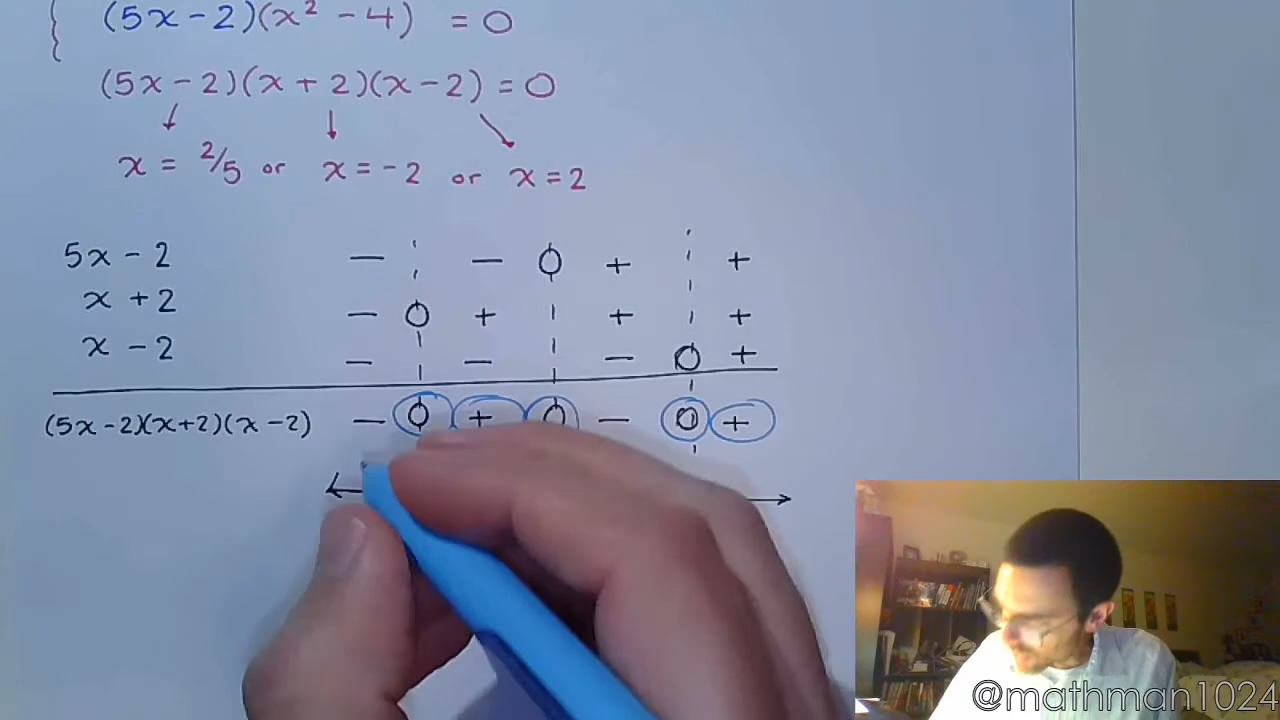 (5x - 2)(x² - 4) = 0
(5x - 2)(x + 2)(x - 2) = 0
x = 2/5 or x = -2 or x = 2
5x - 2 — — 0 + +
x + 2 — 0 + + +
x - 2 — — — 0 +
(5x-2)(x+2)(x-2) — 0 + 0 — 0 +
@mathman1024